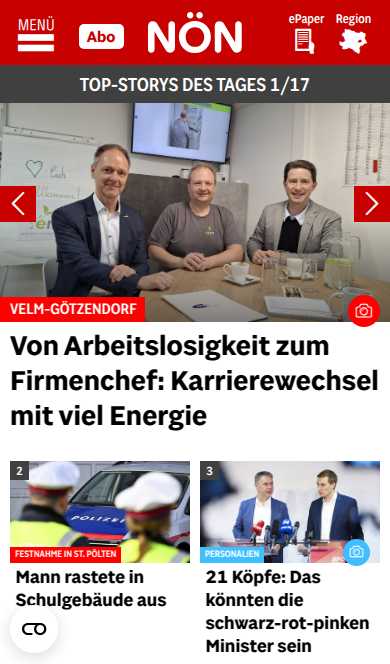 MENÜ
Abo
NÖN
ePaper
Region
TOP-STORYS DES TAGES 1/17
VELM-GÖTZENDORF
Von Arbeitslosigkeit zum
Firmenchef: Karrierewechsel
mit viel Energie
2
POLIZEI
FESTNAHME IN ST. PÖLTEN
Mann rastete in
Schulgebäude aus
3
PERSONALIEN
21 Köpfe: Das
könnten die
schwarz-rot-pinken
Minister sein